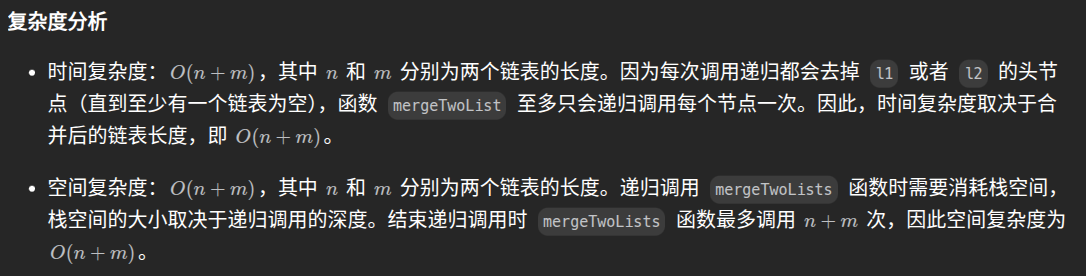 复杂度分析
• 时间复杂度：O(n + m)，其中 n 和 m 分别为两个链表的长度。因为每次调用递归都会去掉 l1 或者 l2 的头节
点（直到至少有一个链表为空），函数 mergeTwoList 至多只会递归调用每个节点一次。因此，时间复杂度取决于合
并后的链表长度，即 O(n + m)。
• 空间复杂度：O(n + m)，其中 n 和 m 分别为两个链表的长度。递归调用 mergeTwoLists 函数时需要消耗栈空间，
栈空间的大小取决于递归调用的深度。结束递归调用时 mergeTwoLists 函数最多调用 n + m 次，因此空间复杂度为
O(n + m)。